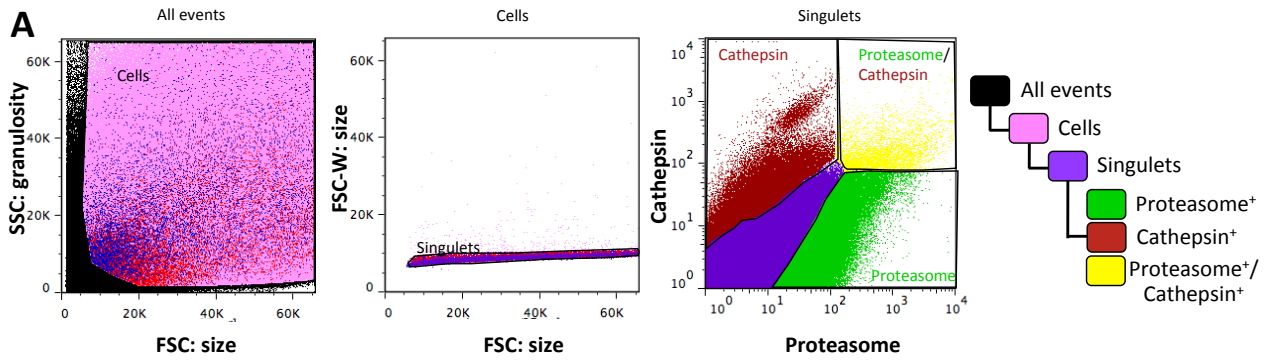 A
All events
SSC: granulosity
60K
40K
20K
0
Cells
0
20K
40K
60K
FSC: size
Cells
FSC-W: size
60K
40K
20K
0
Singulets
0
20K
40K
60K
FSC: size
Singulets
Cathepsin
10^4
10^3
10^2
10^1
10^0
Cathepsin
Proteasome/
Cathepsin
Proteasome
10^0
10^1
10^2
10^3
10^4
Proteasome
All events
Cells
Singulets
Proteasome⁺
Cathepsin⁺
Proteasome⁺/
Cathepsin⁺